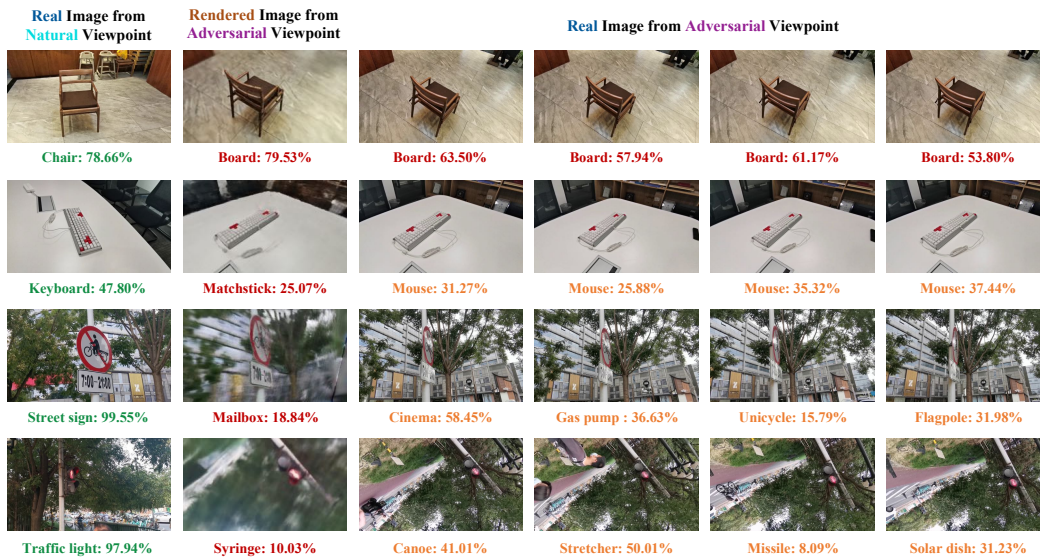 Real Image from
Natural Viewpoint
Rendered Image from
Adversarial Viewpoint
Real Image from Adversarial Viewpoint
Chair: 78.66%
Board: 79.53%
Board: 63.50%
Board: 57.94%
Board: 61.17%
Board: 53.80%
Keyboard: 47.80%
Matchstick: 25.07%
Mouse: 31.27%
Mouse: 25.88%
Mouse: 35.32%
Mouse: 37.44%
7:00-21:00
Street sign: 99.55%
Mailbox: 18.84%
Cinema: 58.45%
Gas pump : 36.63%
Unicycle: 15.79%
Flagpole: 31.98%
Traffic light: 97.94%
Syringe: 10.03%
Canoe: 41.01%
Stretcher: 50.01%
Missile: 8.09%
Solar dish: 31.23%